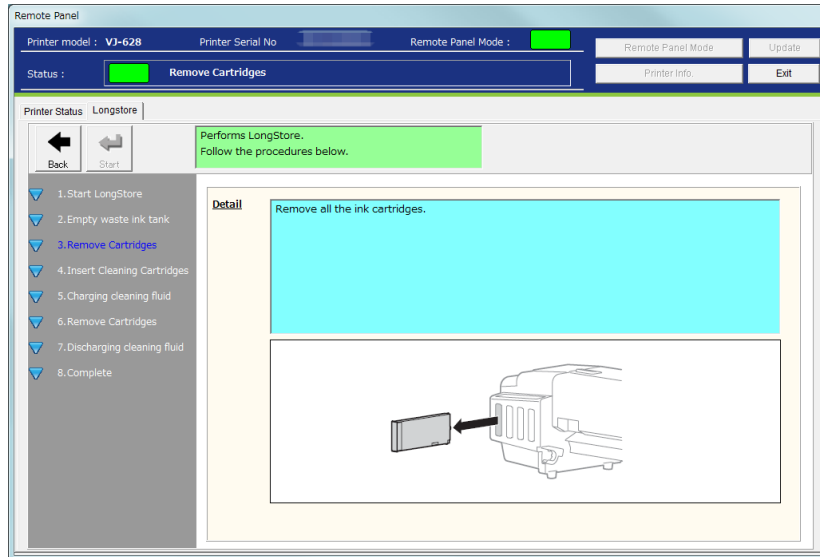 Remote Panel
Printer model : VJ-628 Printer Serial No Remote Panel Mode :
Remote Panel Mode Update
Status : Remove Cartridges
Printer Info. Exit
Printer Status Longstore
Back Start
Performs LongStore.
Follow the procedures below.
1.Start LongStore
2.Empty waste ink tank
3.Remove Cartridges
4.Insert Cleaning Cartridges
5.Charging cleaning fluid
6.Remove Cartridges
7.Discharging cleaning fluid
8.Complete
Detail
Remove all the ink cartridges.